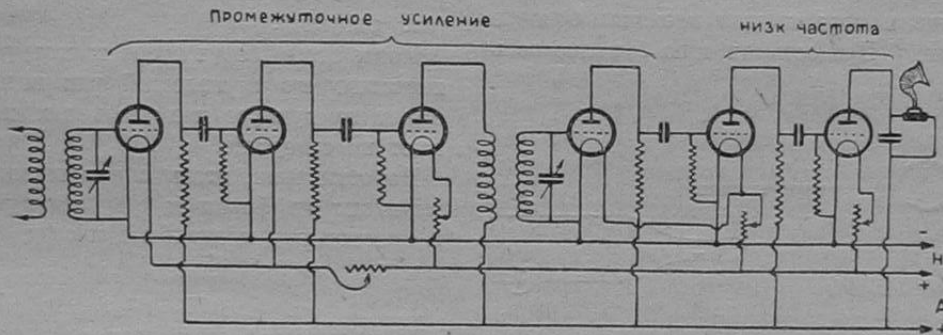 Промежуточное усиление
низк частота
-
Н
+
А